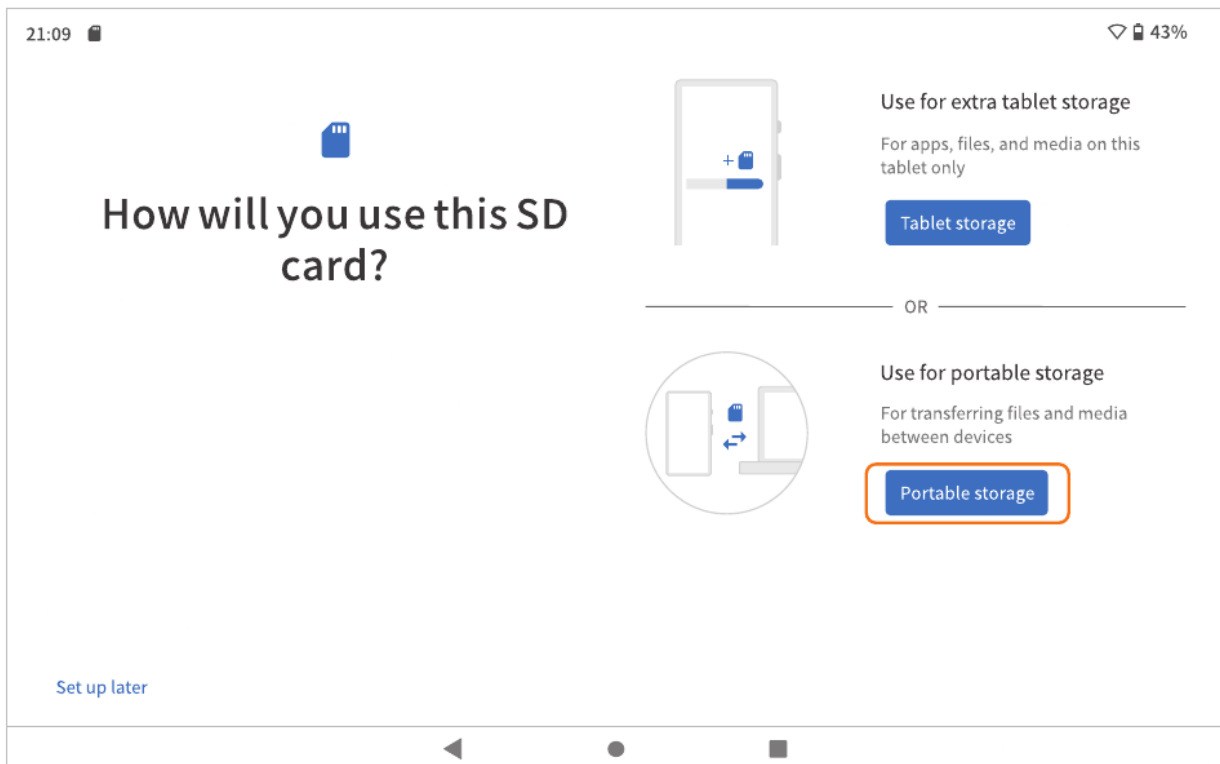 21:09
43%
How will you use this SD
card?
Use for extra tablet storage
For apps, files, and media on this
tablet only
Tablet storage
OR
Use for portable storage
For transferring files and media
between devices
Portable storage
Set up later